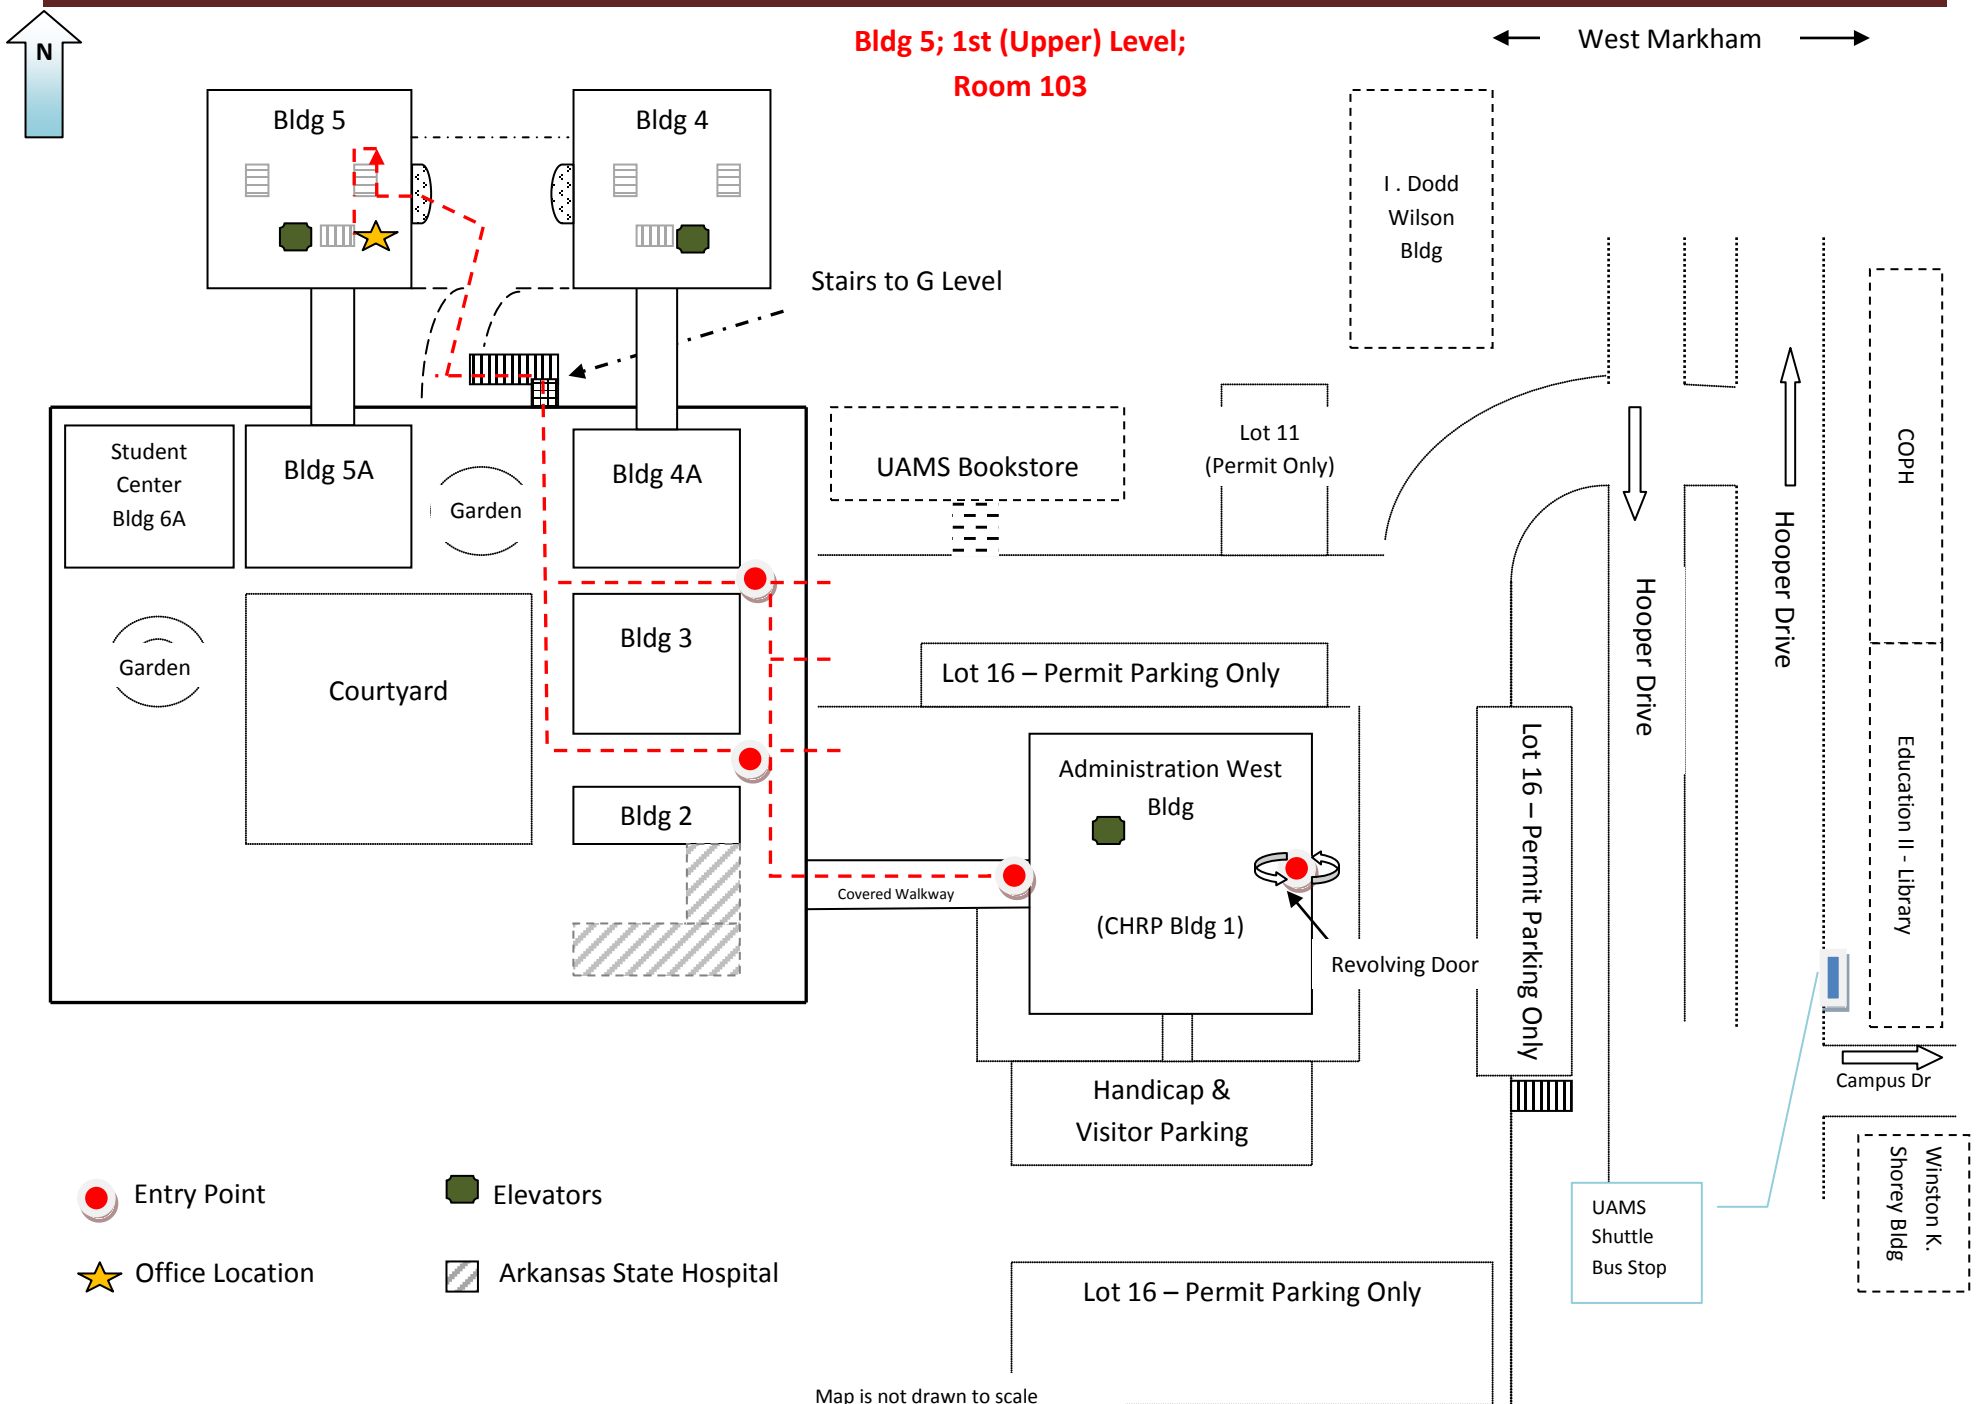 N
Bldg 5; 1st (Upper) Level;
Room 103
West Markham
Bldg 5
Bldg 4
I . Dodd
Wilson
Bldg
Stairs to G Level
Student
Center
Bldg 6A
Bldg 5A
Garden
Bldg 4A
UAMS Bookstore
Lot 11
(Permit Only)
COPH
Hooper Drive
Hooper Drive
Garden
Courtyard
Bldg 3
Lot 16 – Permit Parking Only
Bldg 2
Administration West
Bldg
(CHRP Bldg 1)
Covered Walkway
Revolving Door
Lot 16 – Permit Parking Only
Education II - Library
Campus Dr
Handicap &
Visitor Parking
Winston K.
Shorey Bldg
UAMS
Shuttle
Bus Stop
Entry Point
Elevators
Office Location
Arkansas State Hospital
Lot 16 – Permit Parking Only
Map is not drawn to scale